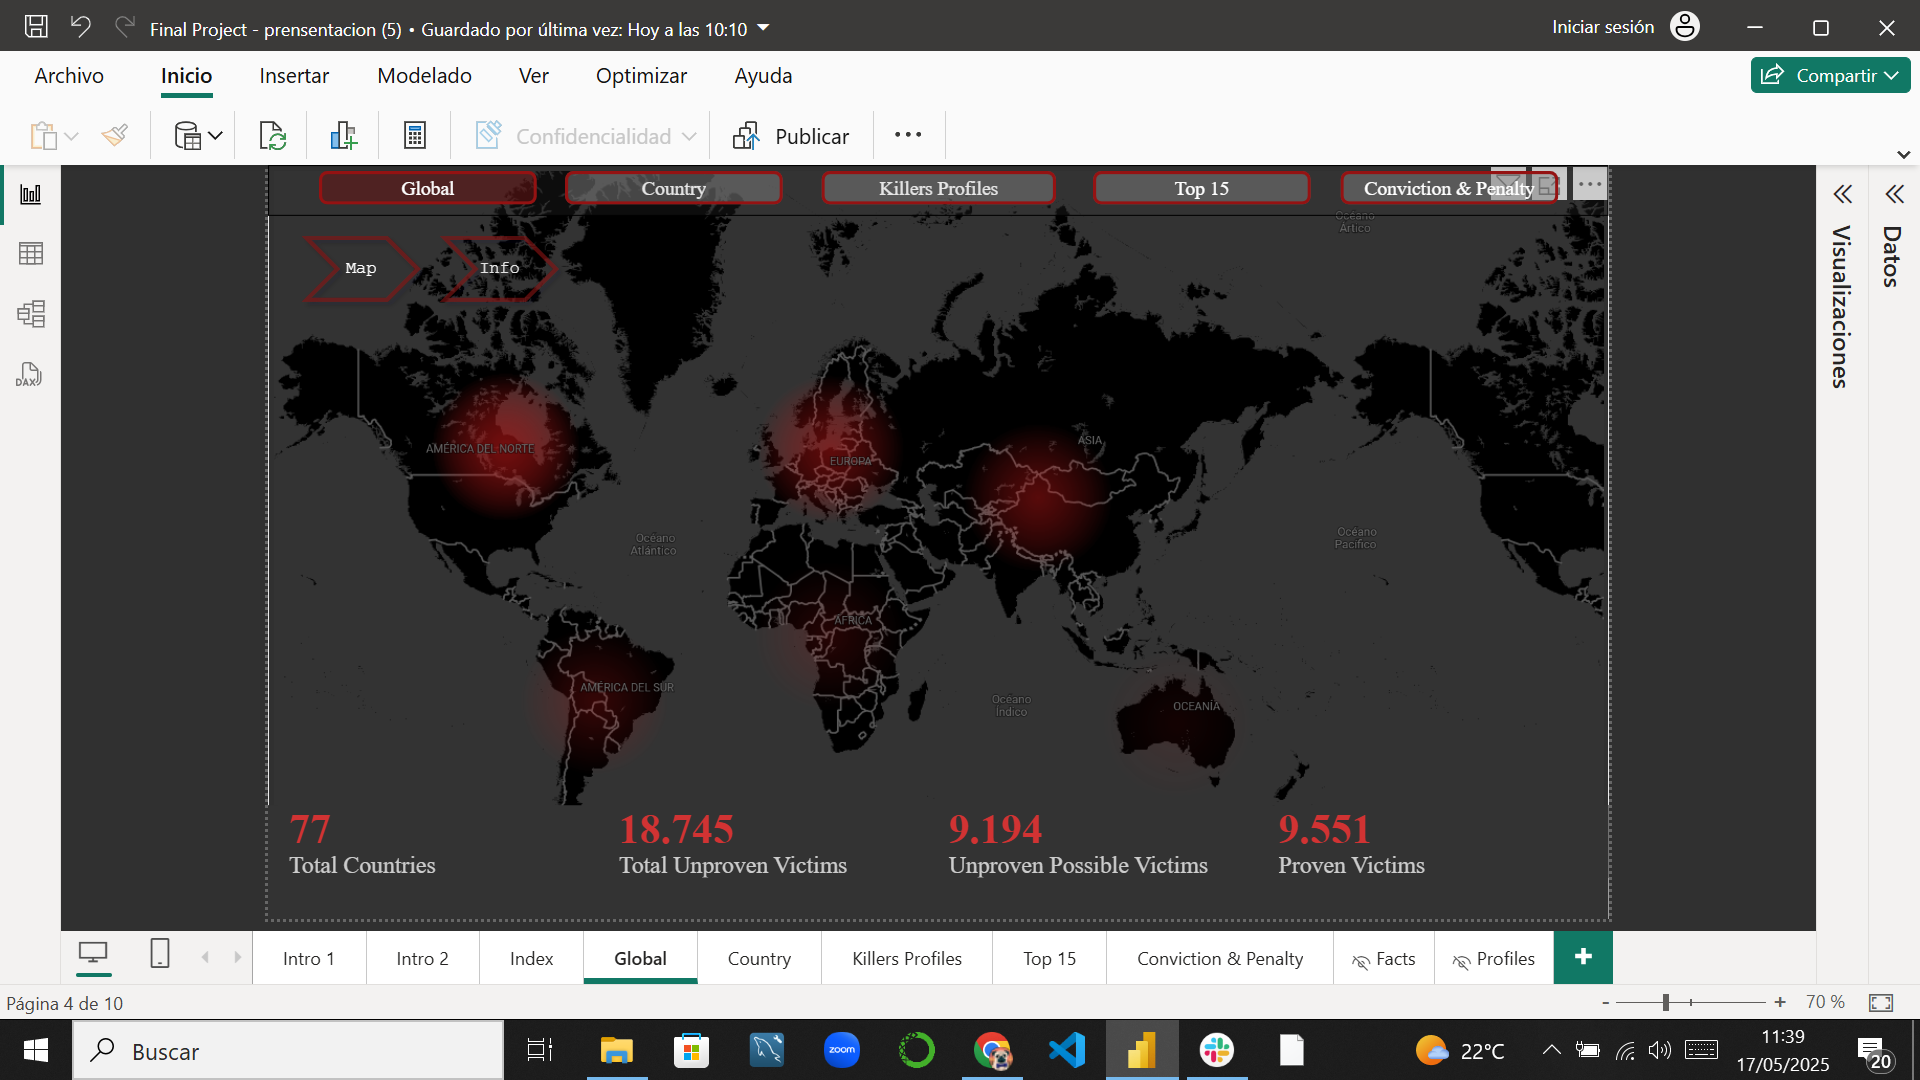 Final Project - prensentacion (5) • Guardado por última vez: Hoy a las 10:10
Iniciar sesión
Archivo
Inicio
Insertar
Modelado
Ver
Optimizar
Ayuda
Compartir
Confidencialidad
Publicar
Global
Country
Killers Profiles
Top 15
Conviction & Penalty
Map
Info
Océano
Ártico
AMÉRICA DEL NORTE
EUROPA
ASIA
Océano
Atlántico
Océano
Pacífico
ÁFRICA
AMÉRICA DEL SUR
Océano
Índico
OCEANÍA
77
Total Countries
18.745
Total Unproven Victims
9.194
Unproven Possible Victims
9.551
Proven Victims
Visualizaciones
Datos
DAX
Intro 1
Intro 2
Index
Global
Country
Killers Profiles
Top 15
Conviction & Penalty
Facts
Profiles
Página 4 de 10
- + 70 %
Buscar
zoom
22°C
11:39
17/05/2025
20